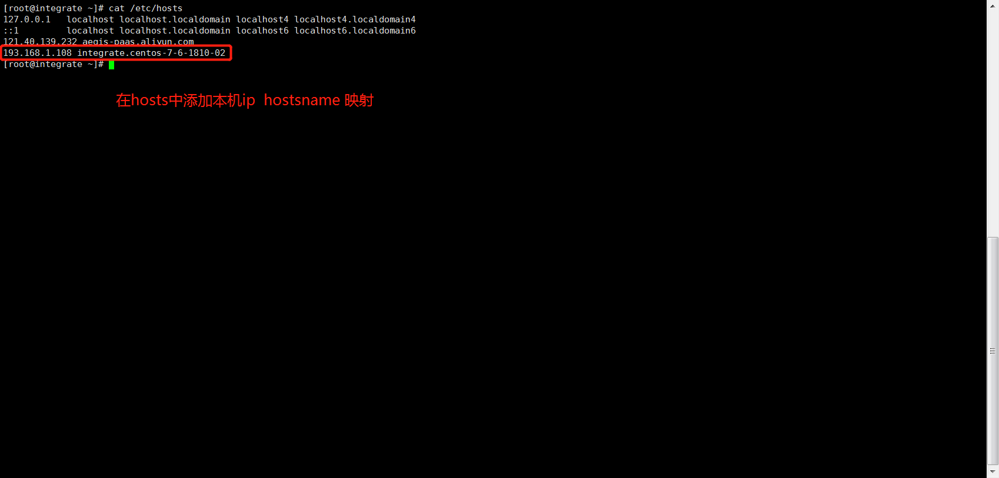 [root@integrate ~]# cat /etc/hosts
127.0.0.1   localhost localhost.localdomain localhost4 localhost4.localdomain4
::1         localhost localhost.localdomain localhost6 localhost6.localdomain6
121.40.139.232 aegis-paas.aliyun.com
193.168.1.108 integrate.centos-7-6-1810-02
[root@integrate ~]#
在hosts中添加本机ip  hostsname 映射